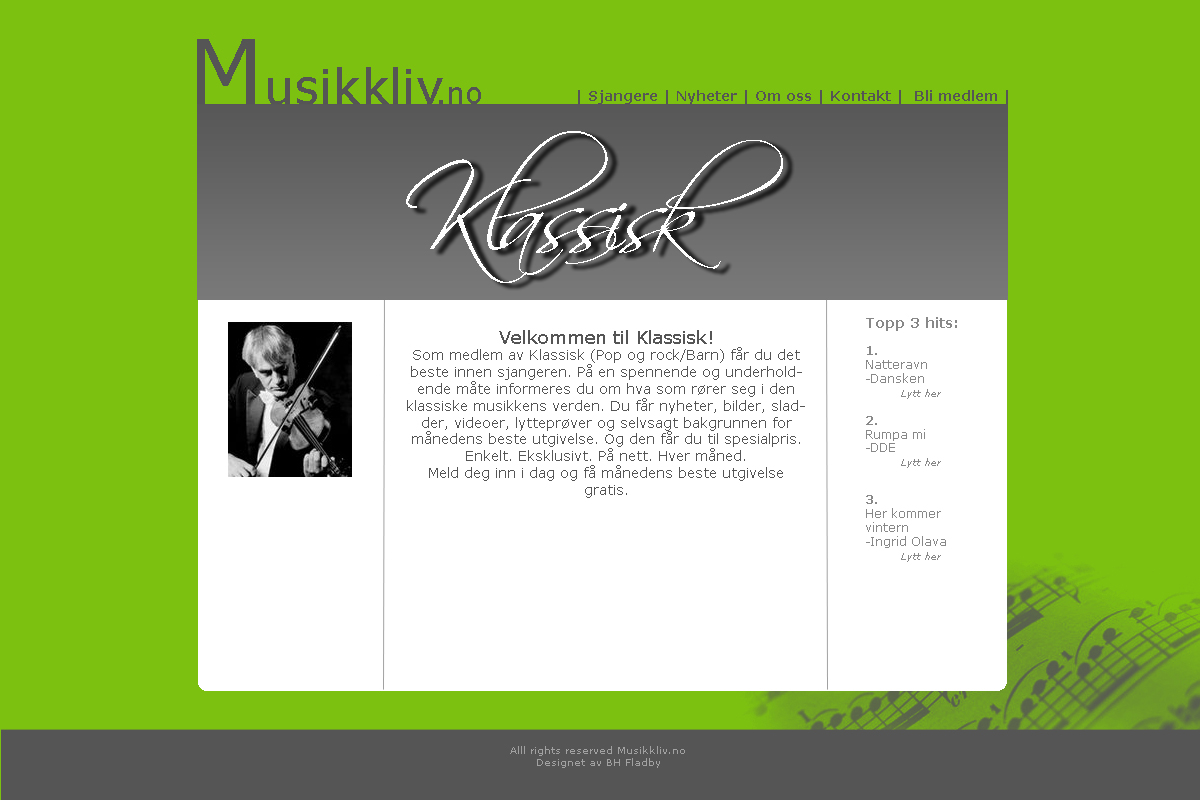 Musikkliv.no
| Sjangere | Nyheter | Om oss | Kontakt | Bli medlem |
Klassisk
Velkommen til Klassisk!
Som medlem av Klassisk (Pop og rock/Barn) får du det
beste innen sjangeren. På en spennende og underhold-
ende måte informeres du om hva som rører seg i den
klassiske musikkens verden. Du får nyheter, bilder, slad-
der, videoer, lytteprøver og selvsagt bakgrunnen for
månedens beste utgivelse. Og den får du til spesialpris.
Enkelt. Eksklusivt. På nett. Hver måned.
Meld deg inn i dag og få månedens beste utgivelse
gratis.
Topp 3 hits:
1.
Natteravn
-Dansken
Lytt her
2.
Rumpa mi
-DDE
Lytt her
3.
Her kommer
vintern
-Ingrid Olava
Lytt her
Alll rights reserved Musikkliv.no
Designet av BH Fladby